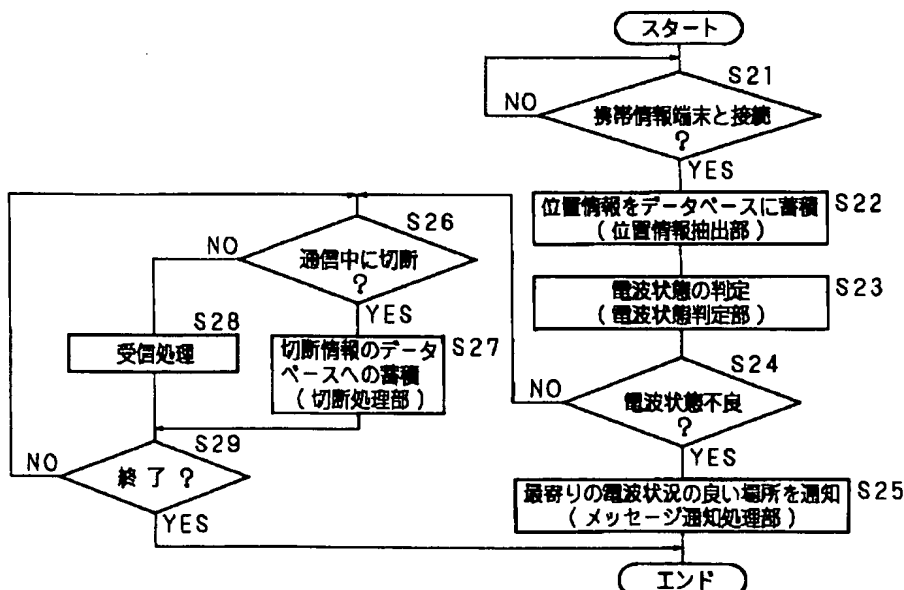 スタート
S21
NO
携帯情報端末と接続
?
YES
位置情報をデータベースに蓄積
(位置情報抽出部)
S22
電波状態の判定
(電波状態判定部)
S23
S24
NO
電波状態不良
?
YES
最寄りの電波状況の良い場所を通知
(メッセージ通知処理部)
S25
S26
NO
通信中に切断
?
YES
S28
受信処理
切断情報のデータ
ベースへの蓄積
(切断処理部)
S27
S29
NO
終了?
YES
エンド